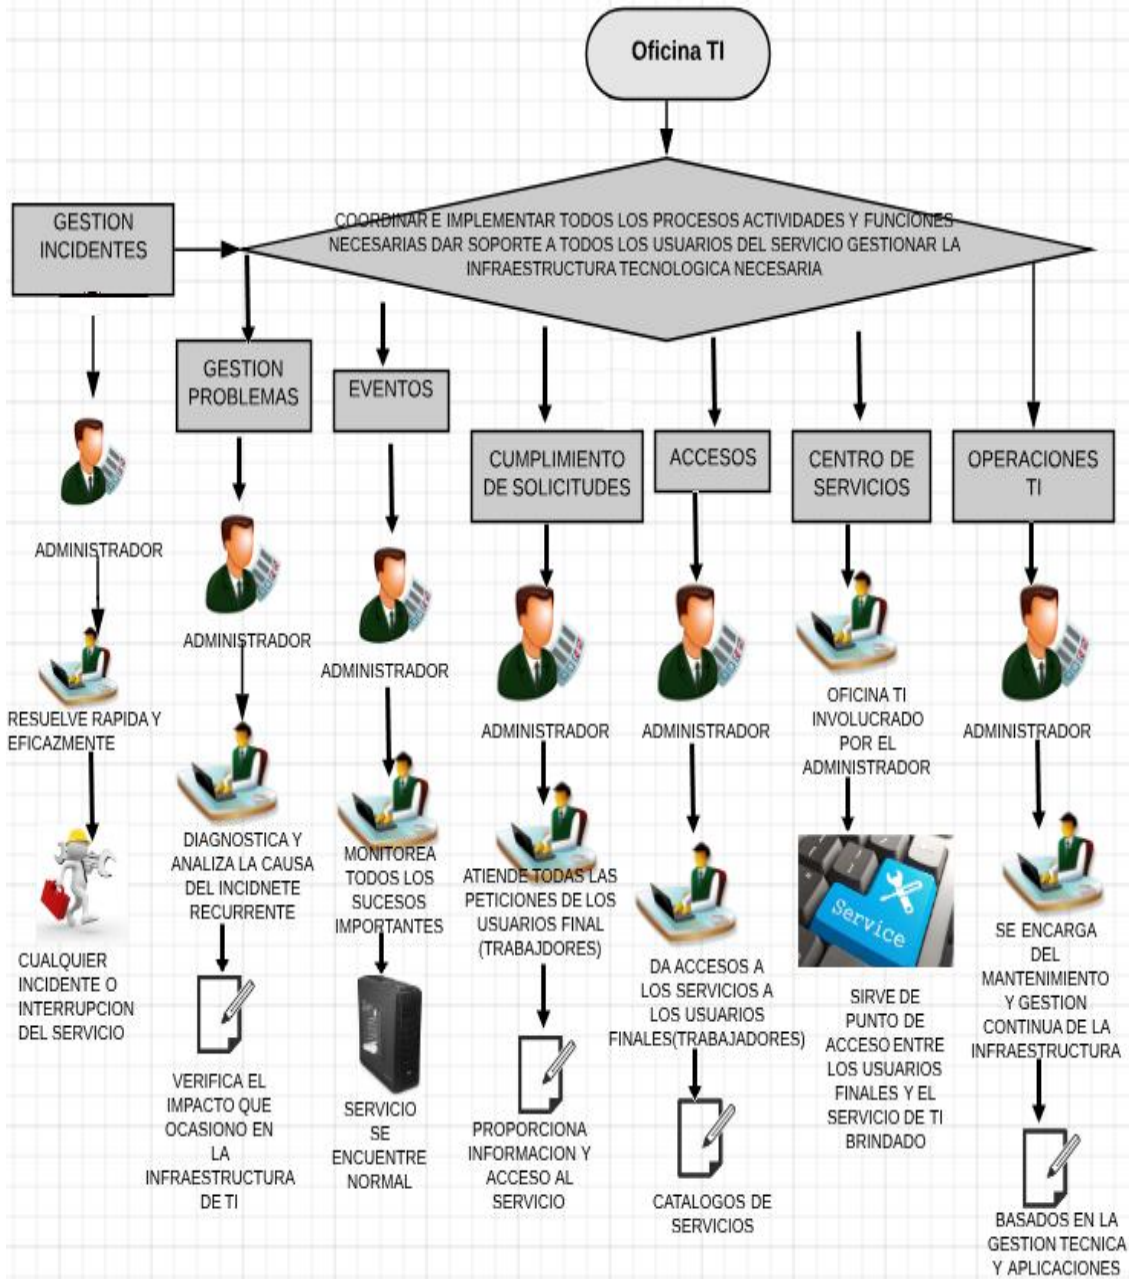 Oficina TI
COORDINAR E IMPLEMENTAR TODOS LOS PROCESOS ACTIVIDADES Y FUNCIONES
NECESARIAS DAR SOPORTE A TODOS LOS USUARIOS DEL SERVICIO GESTIONAR LA
INFRAESTRUCTURA TECNOLOGICA NECESARIA
GESTION
INCIDENTES
ADMINISTRADOR
RESUELVE RAPIDA Y
EFICAZMENTE
CUALQUIER
INCIDENTE O
INTERRUPCION
DEL SERVICIO
GESTION
PROBLEMAS
ADMINISTRADOR
DIAGNOSTICA Y
ANALIZA LA CAUSA
DEL INCIDNETE
RECURRENTE
VERIFICA EL
IMPACTO QUE
OCASIONO EN
LA
INFRAESTRUCTURA
DE TI
EVENTOS
ADMINISTRADOR
MONITOREA
TODOS LOS
SUCESOS
IMPORTANTES
SERVICIO
SE
ENCUENTRE
NORMAL
CUMPLIMIENTO
DE SOLICITUDES
ADMINISTRADOR
ATIENDE TODAS LAS
PETICIONES DE LOS
USUARIOS FINAL
(TRABAJDORES)
PROPORCIONA
INFORMACION Y
ACCESO AL
SERVICIO
ACCESOS
ADMINISTRADOR
DA ACCESOS A
LOS SERVICIOS A
LOS USUARIOS
FINALES(TRABAJADORES)
CATALOGOS DE
SERVICIOS
CENTRO DE
SERVICIOS
OFICINA TI
INVOLUCRADO
POR EL
ADMINISTRADOR
Service
SIRVE DE
PUNTO DE
ACCESO ENTRE
LOS USUARIOS
FINALES Y EL
SERVICIO DE TI
BRINDADO
OPERACIONES
TI
ADMINISTRADOR
SE ENCARGA
DEL
MANTENIMIENTO
Y GESTION
CONTINUA DE LA
INFRAESTRUCTURA
BASADOS EN LA
GESTION TECNICA
Y APLICACIONES